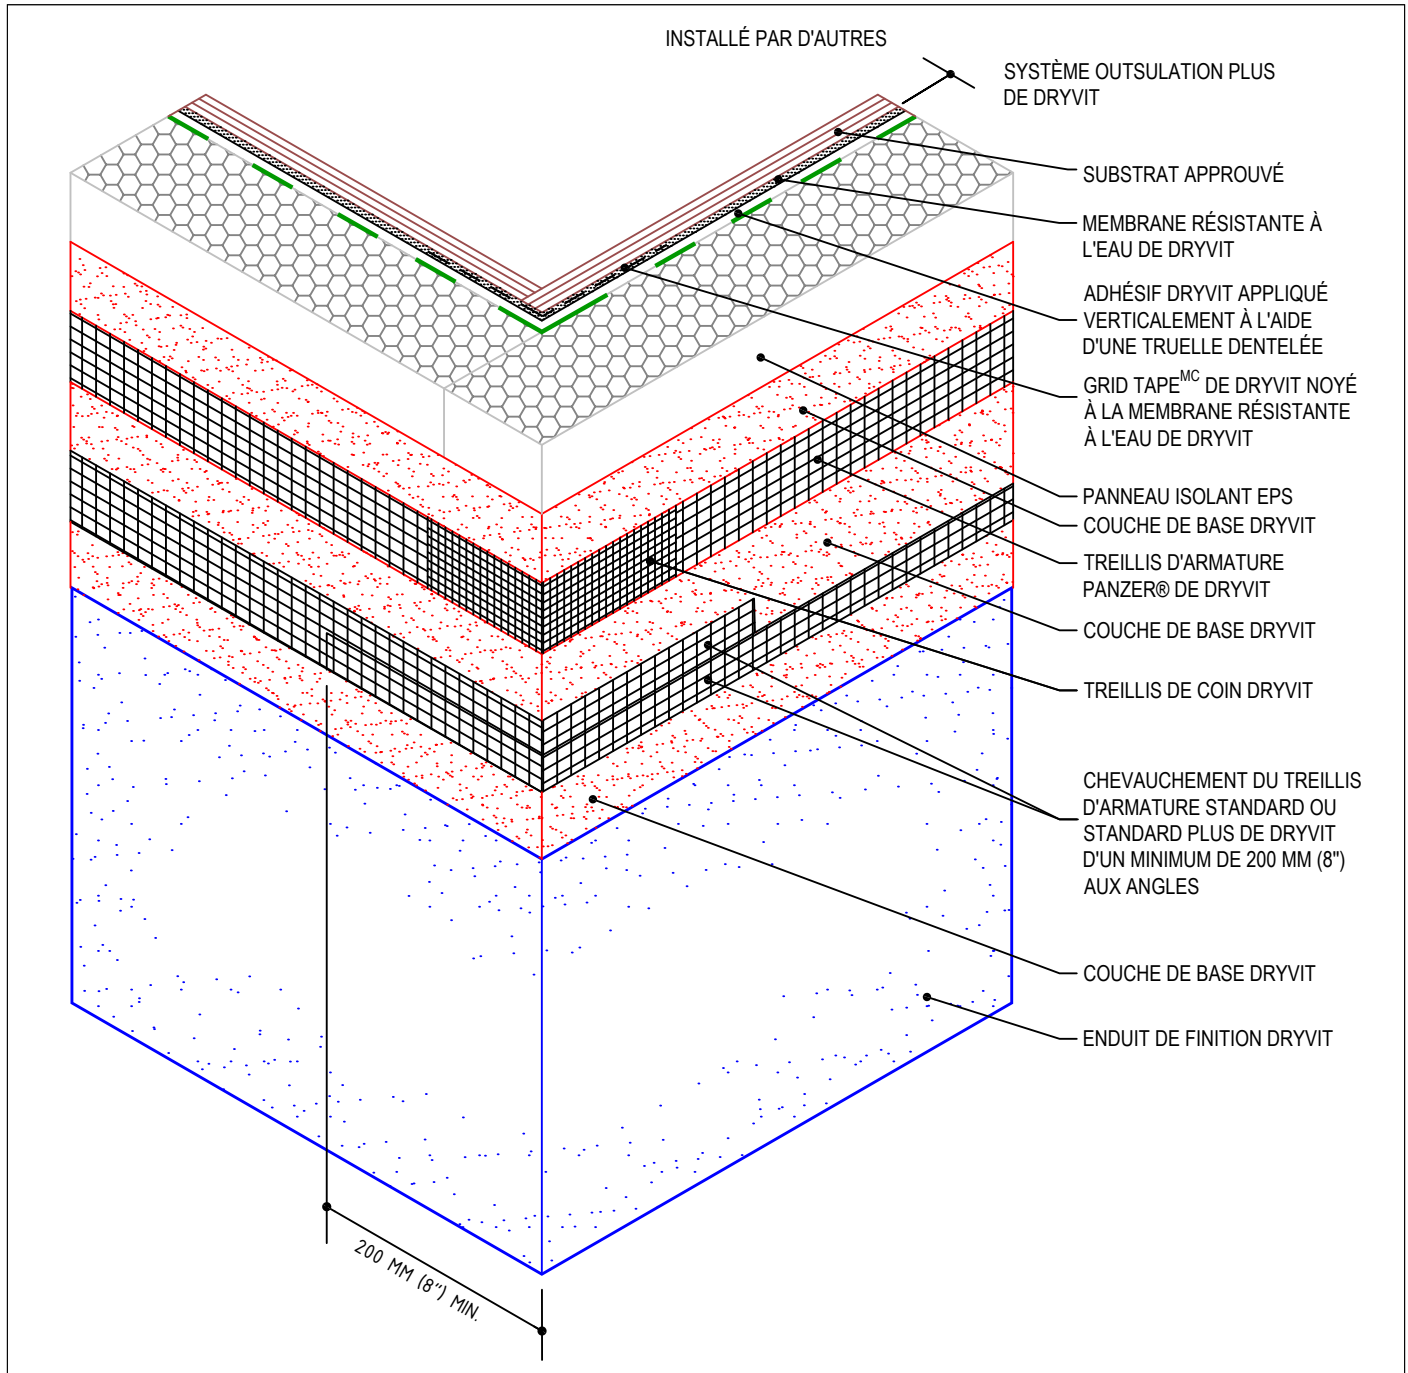 INSTALLÉ PAR D'AUTRES
SYSTÈME OUTSULATION PLUS
DE DRYVIT
SUBSTRAT APPROUVÉ
MEMBRANE RÉSISTANTE À
L'EAU DE DRYVIT
ADHÉSIF DRYVIT APPLIQUÉ
VERTICALEMENT À L'AIDE
D'UNE TRUELLE DENTELÉE
GRID TAPE^MC DE DRYVIT NOYÉ
À LA MEMBRANE RÉSISTANTE
À L'EAU DE DRYVIT
PANNEAU ISOLANT EPS
COUCHE DE BASE DRYVIT
TREILLIS D'ARMATURE
PANZER® DE DRYVIT
COUCHE DE BASE DRYVIT
TREILLIS DE COIN DRYVIT
CHEVAUCHEMENT DU TREILLIS
D'ARMATURE STANDARD OU
STANDARD PLUS DE DRYVIT
D'UN MINIMUM DE 200 MM (8")
AUX ANGLES
COUCHE DE BASE DRYVIT
ENDUIT DE FINITION DRYVIT
200 MM (8") MIN.